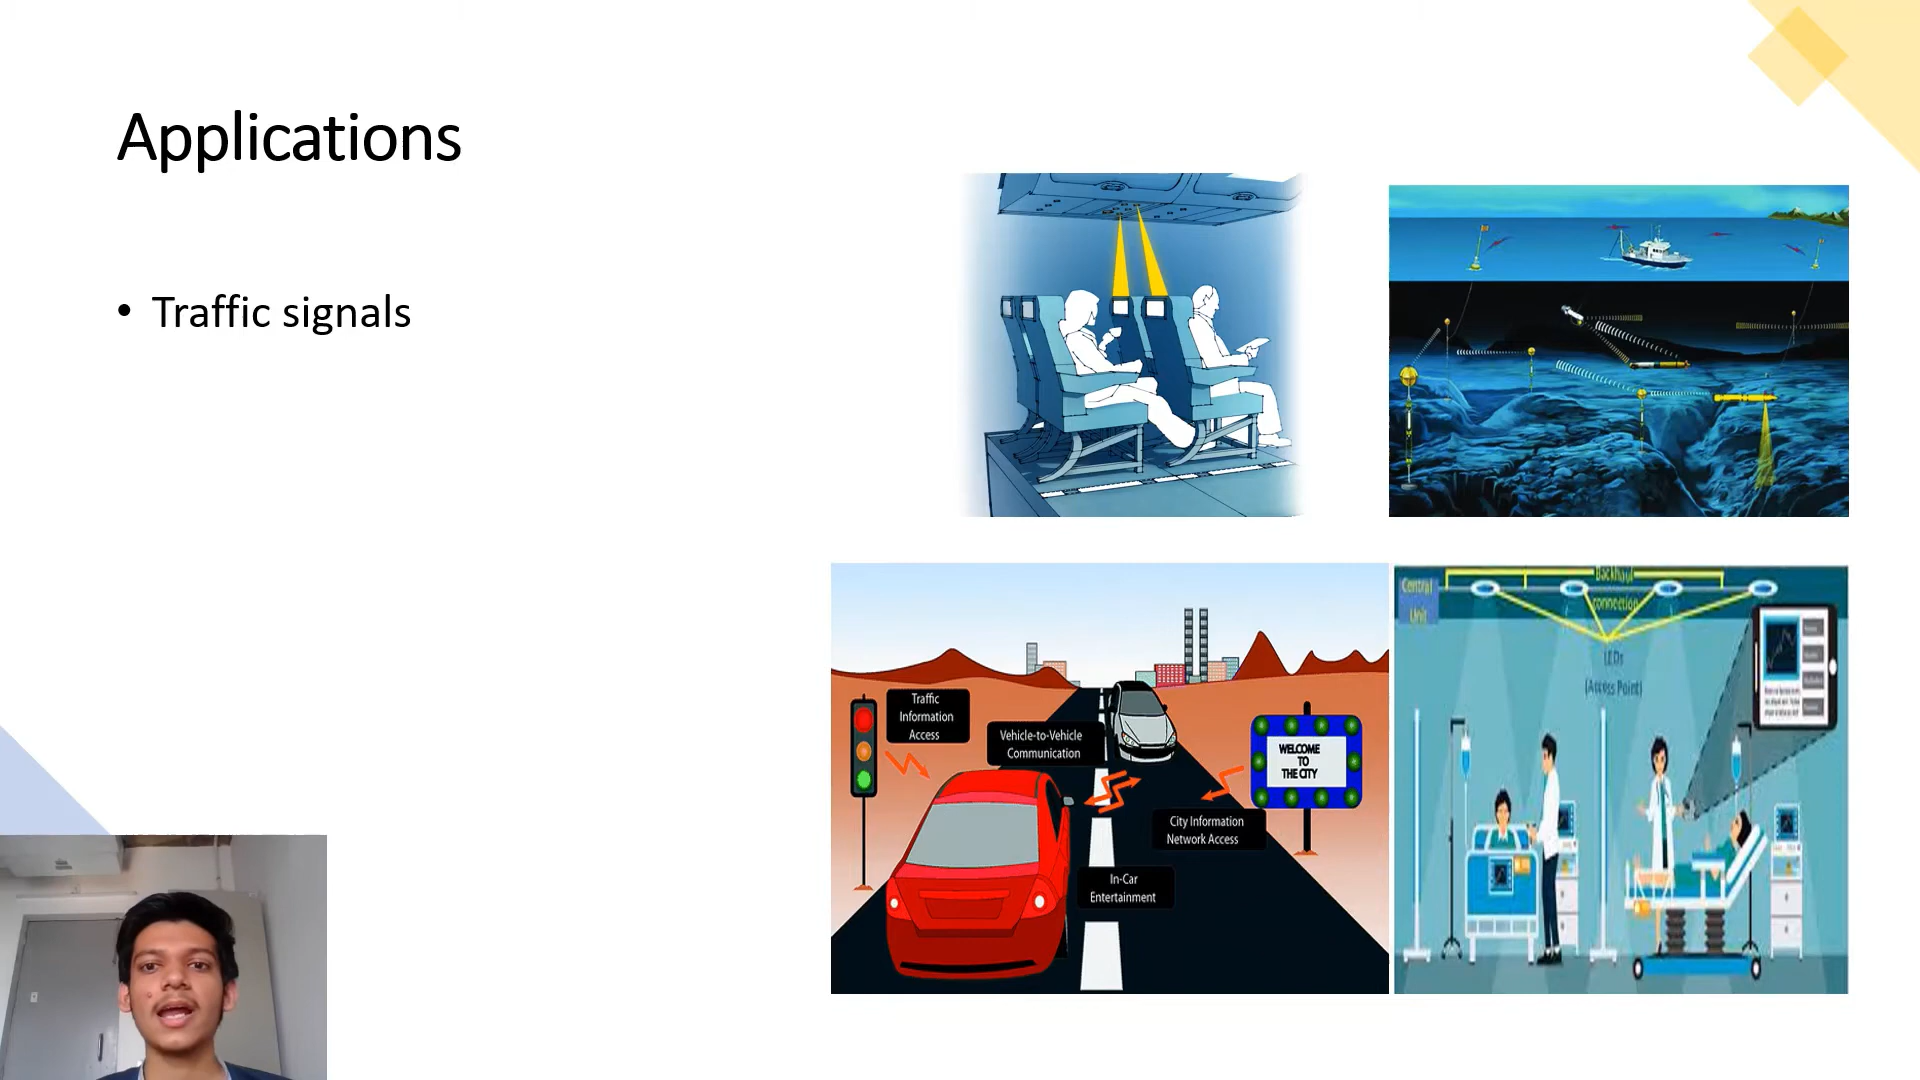 Applications
• Traffic signals
Traffic
Information
Access
Vehicle-to-Vehicle
Communication
WELCOME
TO
THE CITY
City Information
Network Access
In-Car
Entertainment
Central
Unit
Backhaul
connection
LEDs
(Access Point)